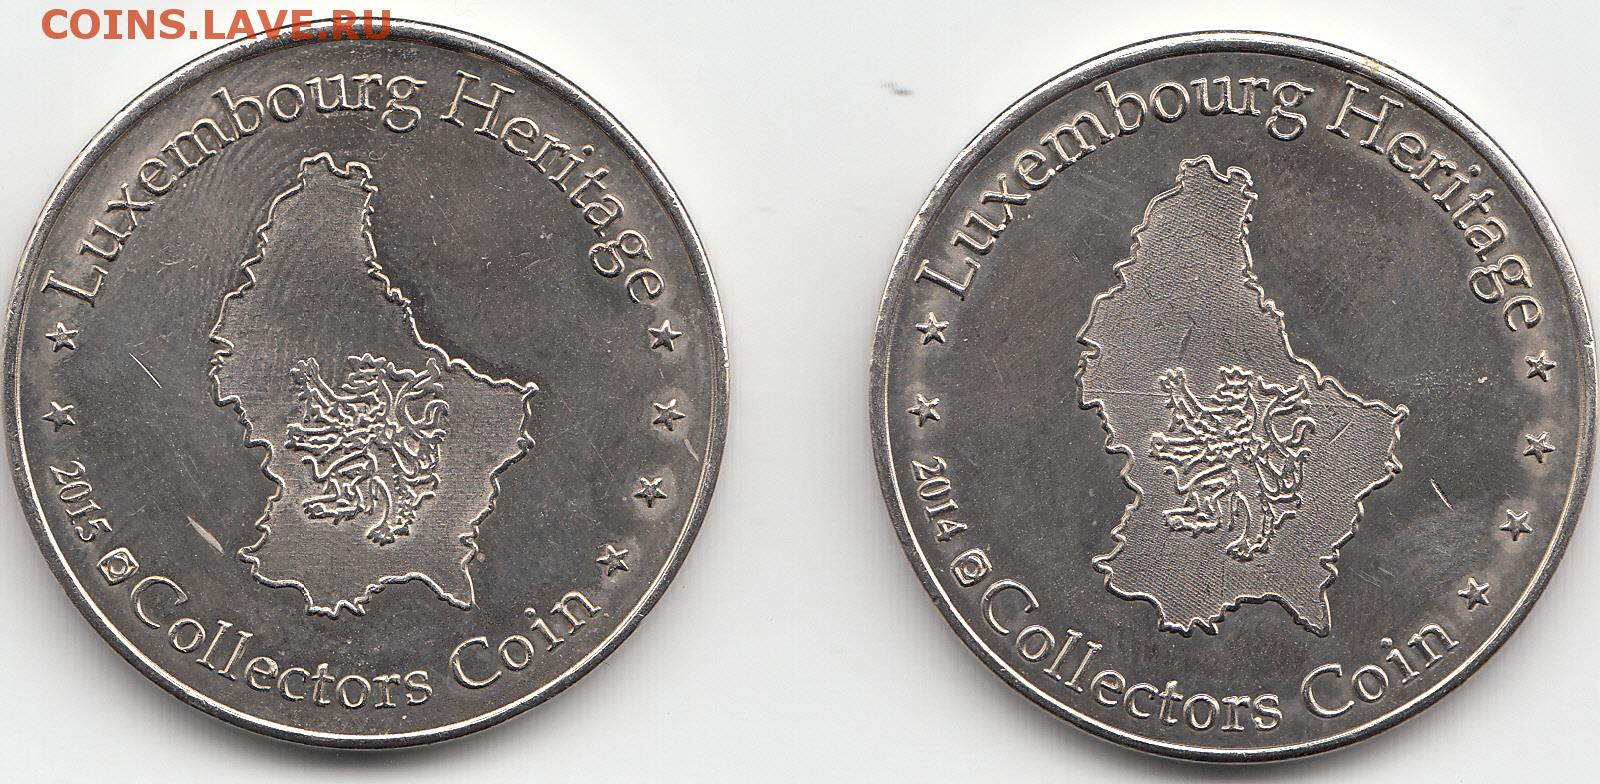 COINS.LAVE.RU
Luxembourg Heritage
2015 Collectors Coin
Luxembourg Heritage
2014 Collectors Coin